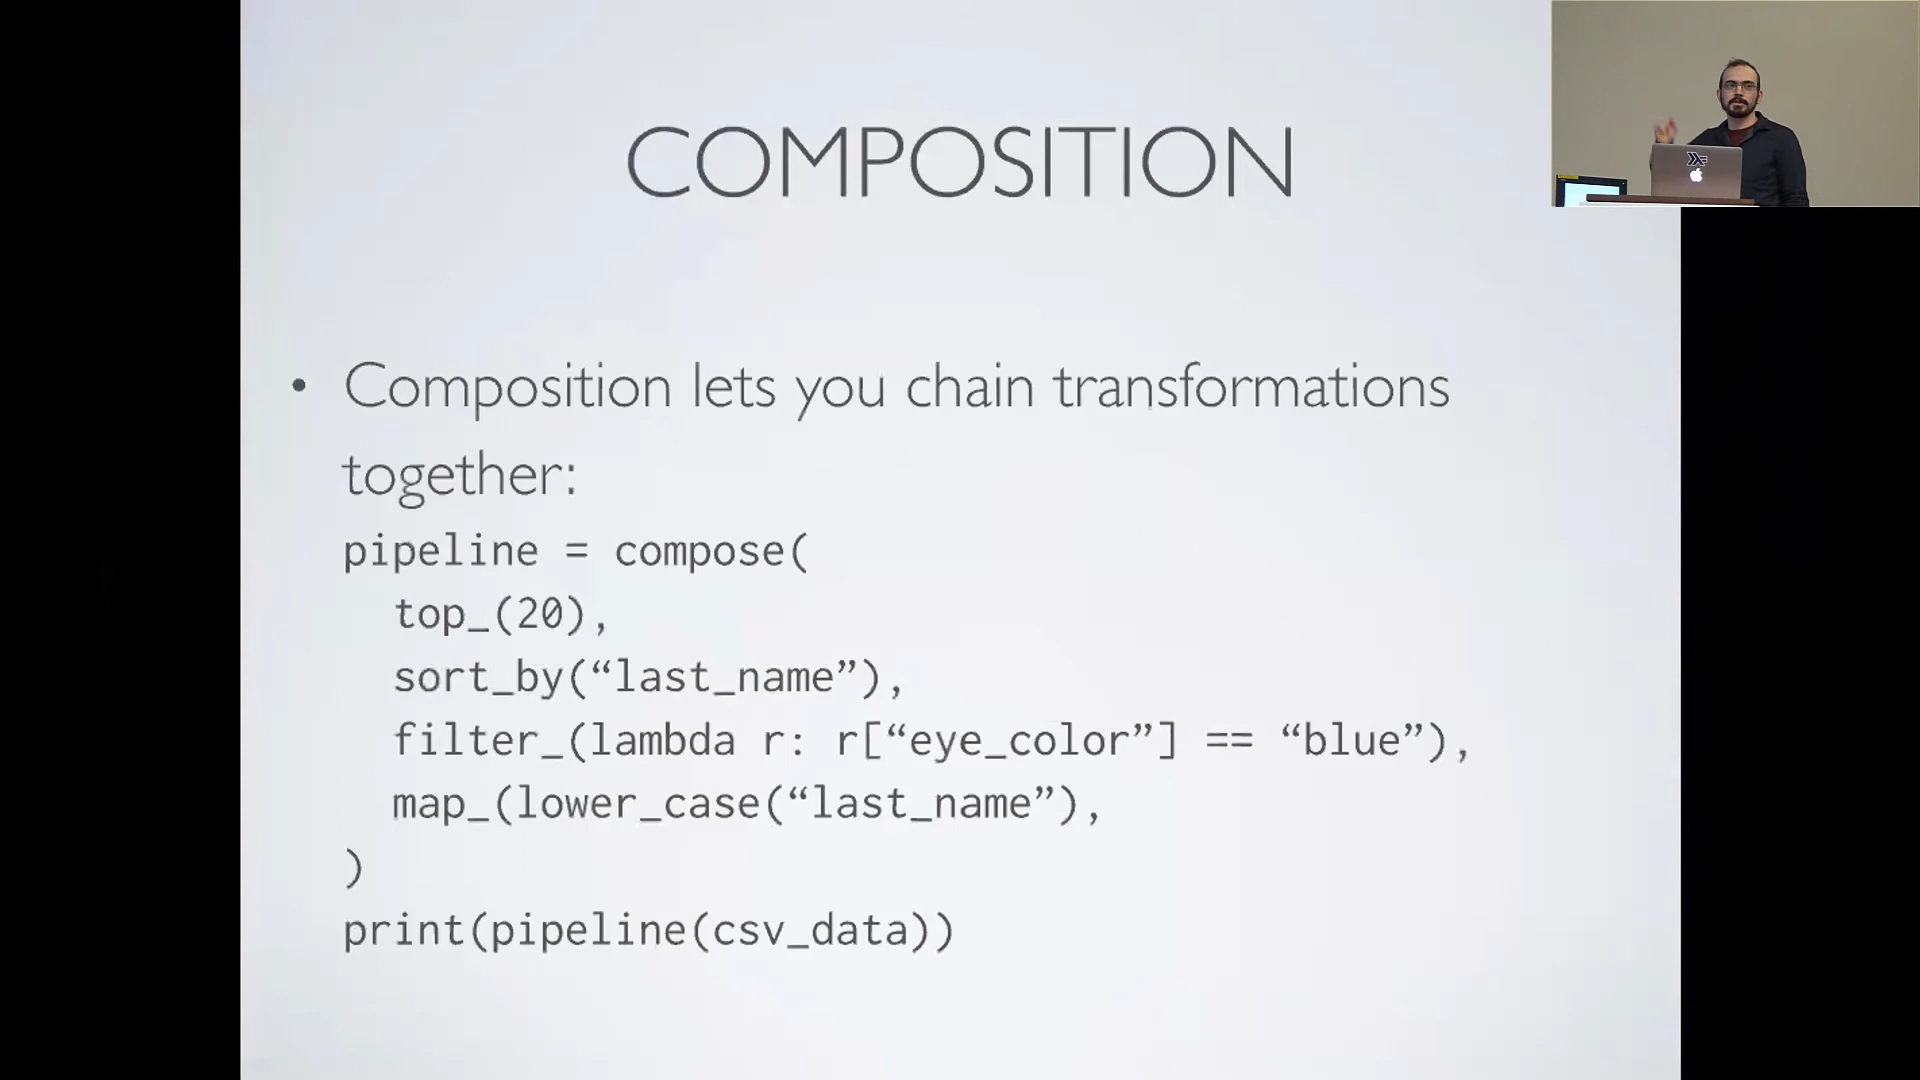 COMPOSITION
• Composition lets you chain transformations
together:
pipeline = compose(
top_(20),
sort_by(“last_name”),
filter_(lambda r: r[“eye_color”] == “blue”),
map_(lower_case(“last_name”),
)
print(pipeline(csv_data))